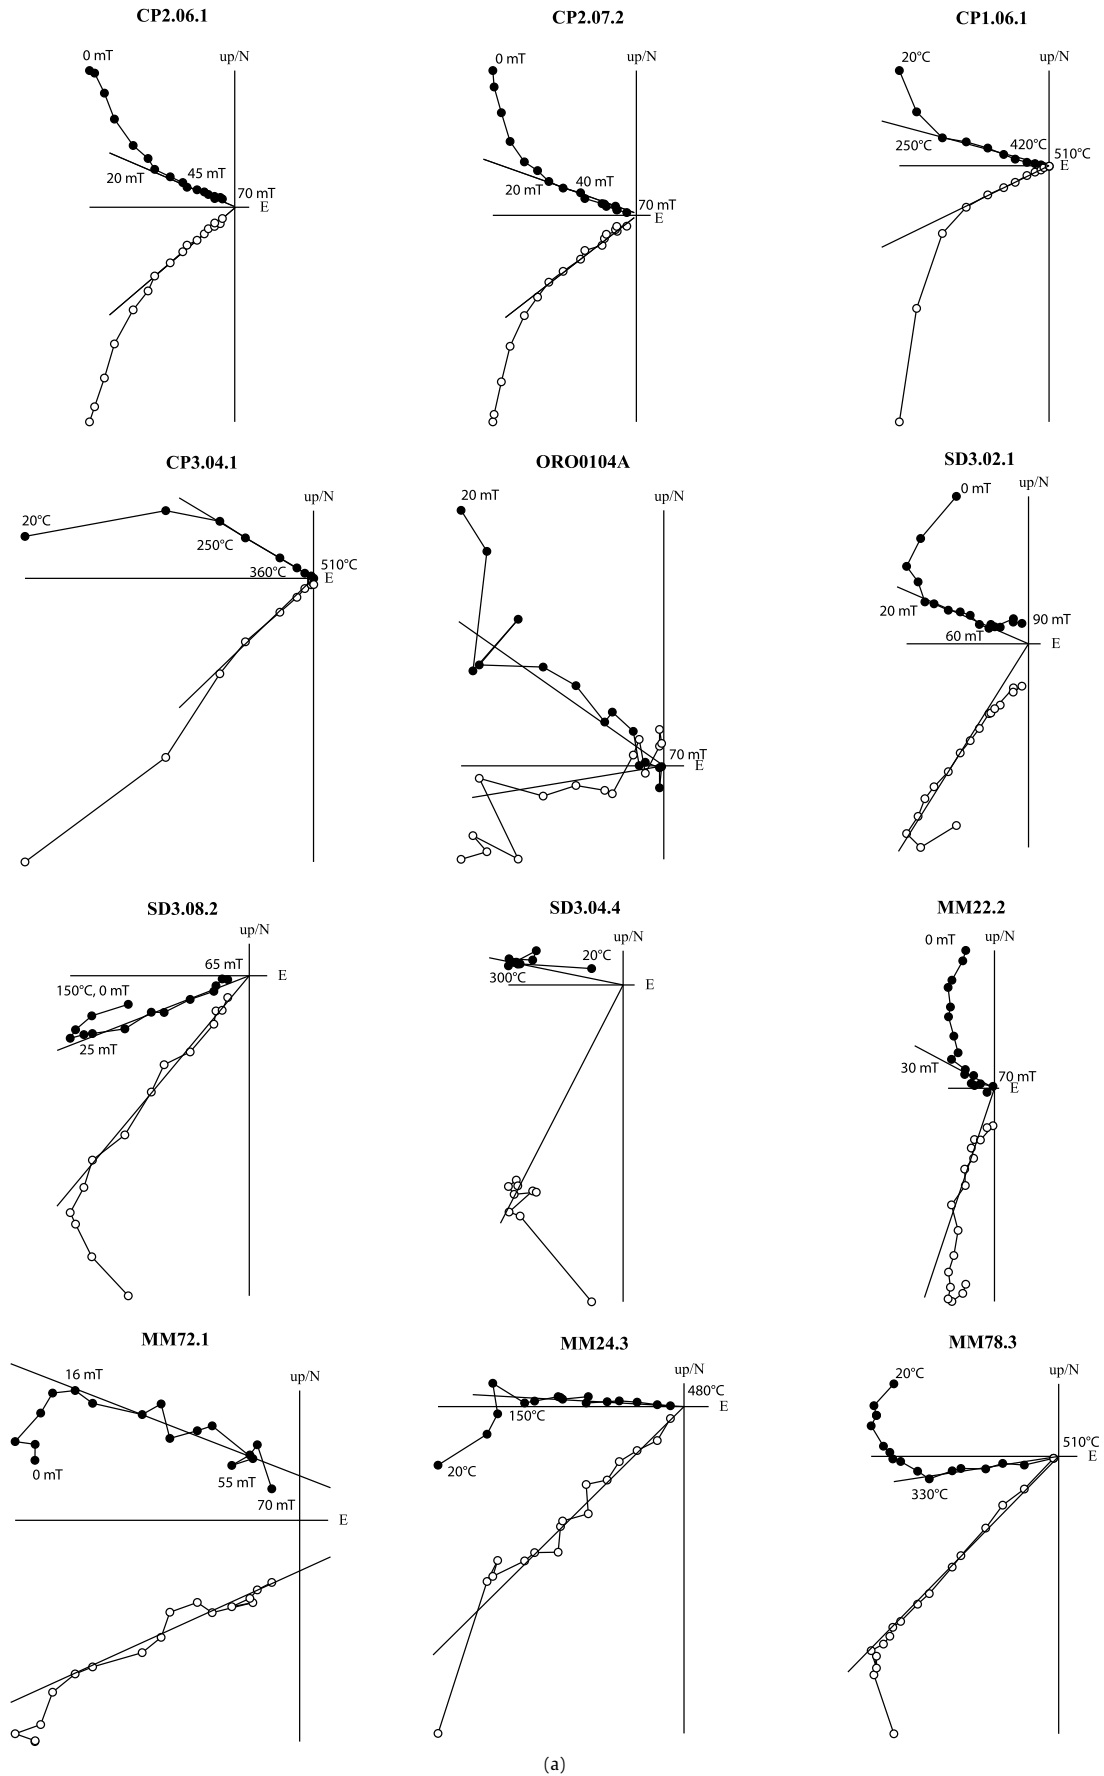 CP2.06.1
0 mT
up/N
20 mT
45 mT
70 mT
E
CP2.07.2
0 mT
up/N
20 mT
40 mT
70 mT
E
CP1.06.1
20°C
up/N
250°C
420°C
510°C
E
CP3.04.1
20°C
up/N
250°C
360°C
510°C
E
ORO0104A
20 mT
up/N
70 mT
E
SD3.02.1
0 mT
up/N
20 mT
60 mT
90 mT
E
SD3.08.2
up/N
65 mT
E
150°C, 0 mT
25 mT
SD3.04.4
up/N
20°C
300°C
E
MM22.2
0 mT
up/N
30 mT
70 mT
E
MM72.1
16 mT
up/N
0 mT
55 mT
70 mT
E
MM24.3
up/N
480°C
E
150°C
20°C
MM78.3
20°C
up/N
510°C
E
330°C
(a)